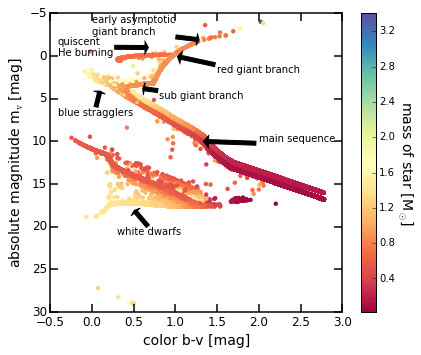 early asymptotic
giant branch
quiscent
He burning
red giant branch
sub giant branch
blue stragglers
main sequence
white dwarfs
absolute magnitude m_v [mag]
−5
0
5
10
15
20
25
30
−0.5
0.0
0.5
1.0
1.5
2.0
2.5
3.0
color b-v [mag]
3.2
2.8
2.4
2.0
1.6
1.2
0.8
0.4
mass of star [M_⊙]